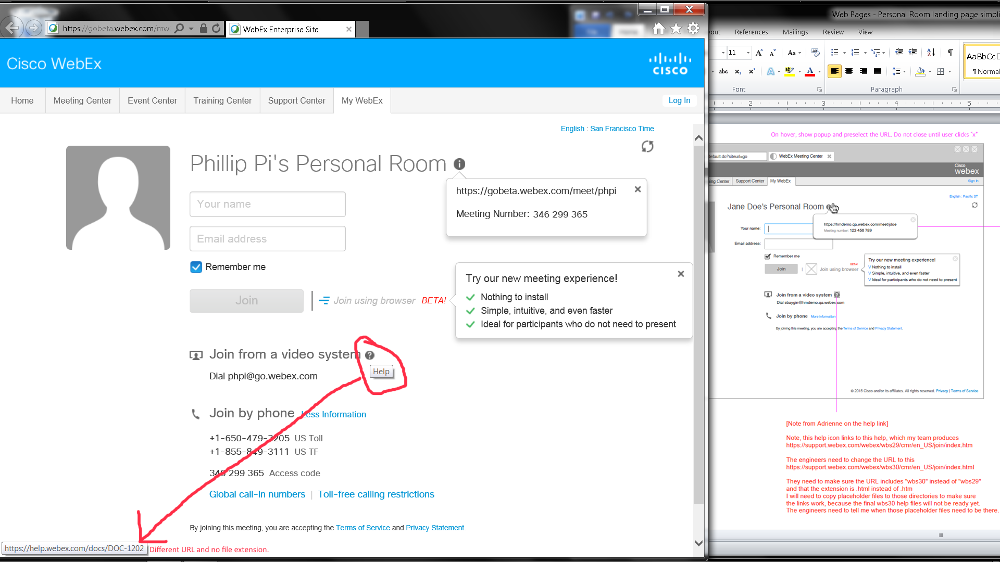 https://gobeta.webex.com/mw.
WebEx Enterprise Site
Cisco WebEx
CISCO
Home
Meeting Center
Event Center
Training Center
Support Center
My WebEx
Log In
English : San Francisco Time
Phillip Pi's Personal Room
https://gobeta.webex.com/meet/phpi
Meeting Number: 346 299 365
Your name
Email address
Remember me
Join
Join using browser BETA!
Try our new meeting experience!
Nothing to install
Simple, intuitive, and even faster
Ideal for participants who do not need to present
Join from a video system
Help
Dial phpi@go.webex.com
Join by phone Less Information
+1-650-479-3205 US Toll
+1-855-849-3111 US TF
346 299 365 Access code
Global call-in numbers | Toll-free calling restrictions
By joining this meeting, you are accepting the Terms of Service and Privacy Statement.
https://help.webex.com/docs/DOC-1202
Different URL and no file extension.
Web Pages - Personal Room landing page simpli
yout
References
Mailings
Review
View
11
Aa
abc
AaBbCcD
¶ Normal
Font
Paragraph
2
3
4
5
On hover, show popup and preselect the URL. Do not close until user clicks "x"
default.do?siteurl=go
WebEx Meeting Center
Cisco
webex
ning Center
Support Center
My WebEx
Sign In
English : Pacific ST
Jane Doe's Personal Room
https://hmdemo.qa.webex.com/meet/jdoe
Meeting number: 123 456 789
Your name:
Email address:
Remember me
Join
Join using browser
BETA!
Try our new meeting experience!
V Nothing to install
V Simple, intuitive, and even faster
V Ideal for participants who do not need to present
Join from a video system
Dial sbaygin@hmdemo.qa.webex.com
Join by phone More information
By joining this meeting, you are accepting the Terms of Service and Privacy Statement.
© 2015 Cisco and/or its affiliates. All rights reserved. Privacy | Terms of Service
[Note from Adrienne on the help link]
Note, this help icon links to this help, which my team produces
https://support.webex.com/webex/wbs29/cmr/en_US/join/index.htm
The engineers need to change the URL to this
https://support.webex.com/webex/wbs30/cmr/en_US/join/index.html
They need to make sure the URL includes "wbs30" instead of "wbs29"
and that the extension is .html instead of .htm
I will need to copy placeholder files to those directories to make sure
the links work, because the final wbs30 help files will not be ready yet.
The engineers need to tell me when those placeholder files need to be there.